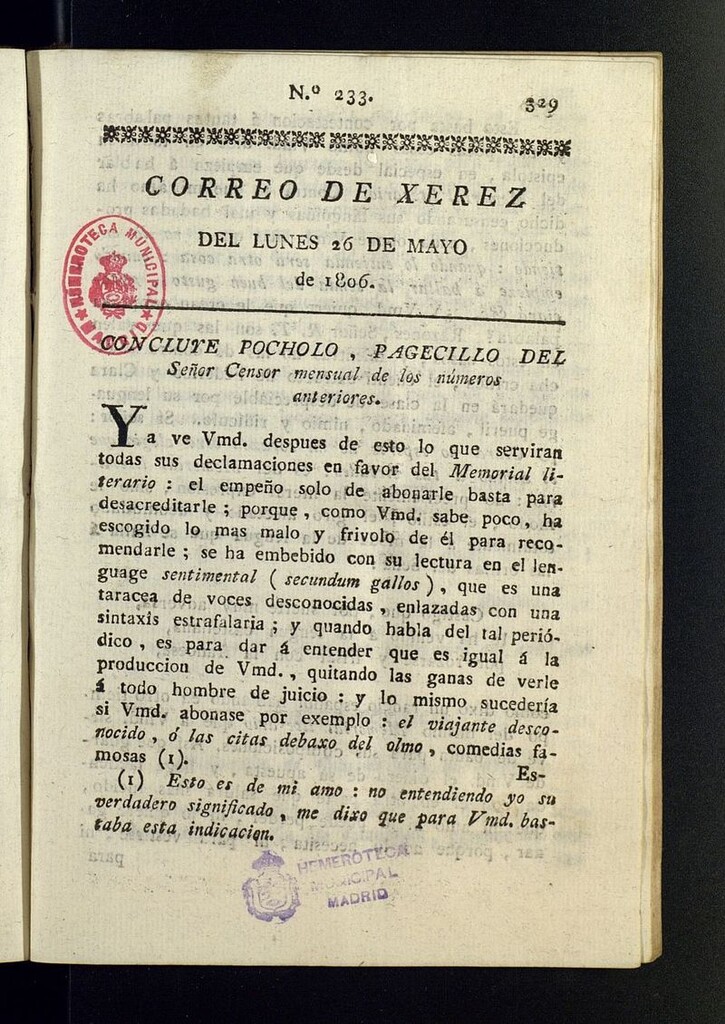 N.º 233. 329
CORREO DE XEREZ
DEL LUNES 26 DE MAYO
de 1806.
HEMEROTECA MUNICIPAL
★ MADRID ★
CONCLUYE POCHOLO, PAGECILLO DEL
Señor Censor mensual de los números
anteriores.
Ya ve Vmd. despues de esto lo que serviran
todas sus declamaciones en favor del Memorial li-
terario : el empeño solo de abonarle basta para
desacreditarle ; porque , como Vmd. sabe poco, ha
escogido lo mas malo y frivolo de él para reco-
mendarle ; se ha embebido con su lectura en el len-
guage sentimental ( secundum gallos ), que es una
taracea de voces desconocidas , enlazadas con una
sintaxis estrafalaria ; y quando habla del tal perió-
dico , es para dar á entender que es igual á la
produccion de Vmd. , quitando las ganas de verle
á todo hombre de juicio : y lo mismo sucedería
si Vmd. abonase por exemplo : el viajante desco-
nocido , ó las citas debaxo del olmo , comedias fa-
mosas (1). Es-
(1) Esto es de mi amo : no entendiendo yo su
verdadero significado , me dixo que para Vmd. bas-
taba esta indicacion.
HEMEROTECA
MUNICIPAL
MADRID